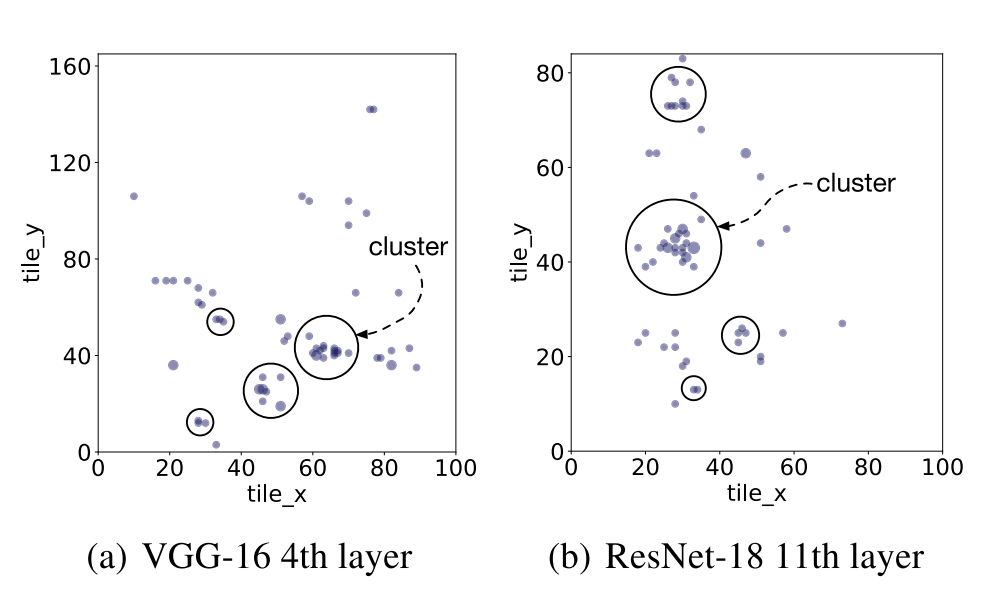 160
120
80
40
0
0 20 40 60 80 100
tile_y
tile_x
cluster
(a) VGG-16 4th layer
80
60
40
20
0
0 20 40 60 80 100
tile_y
tile_x
cluster
(b) ResNet-18 11th layer